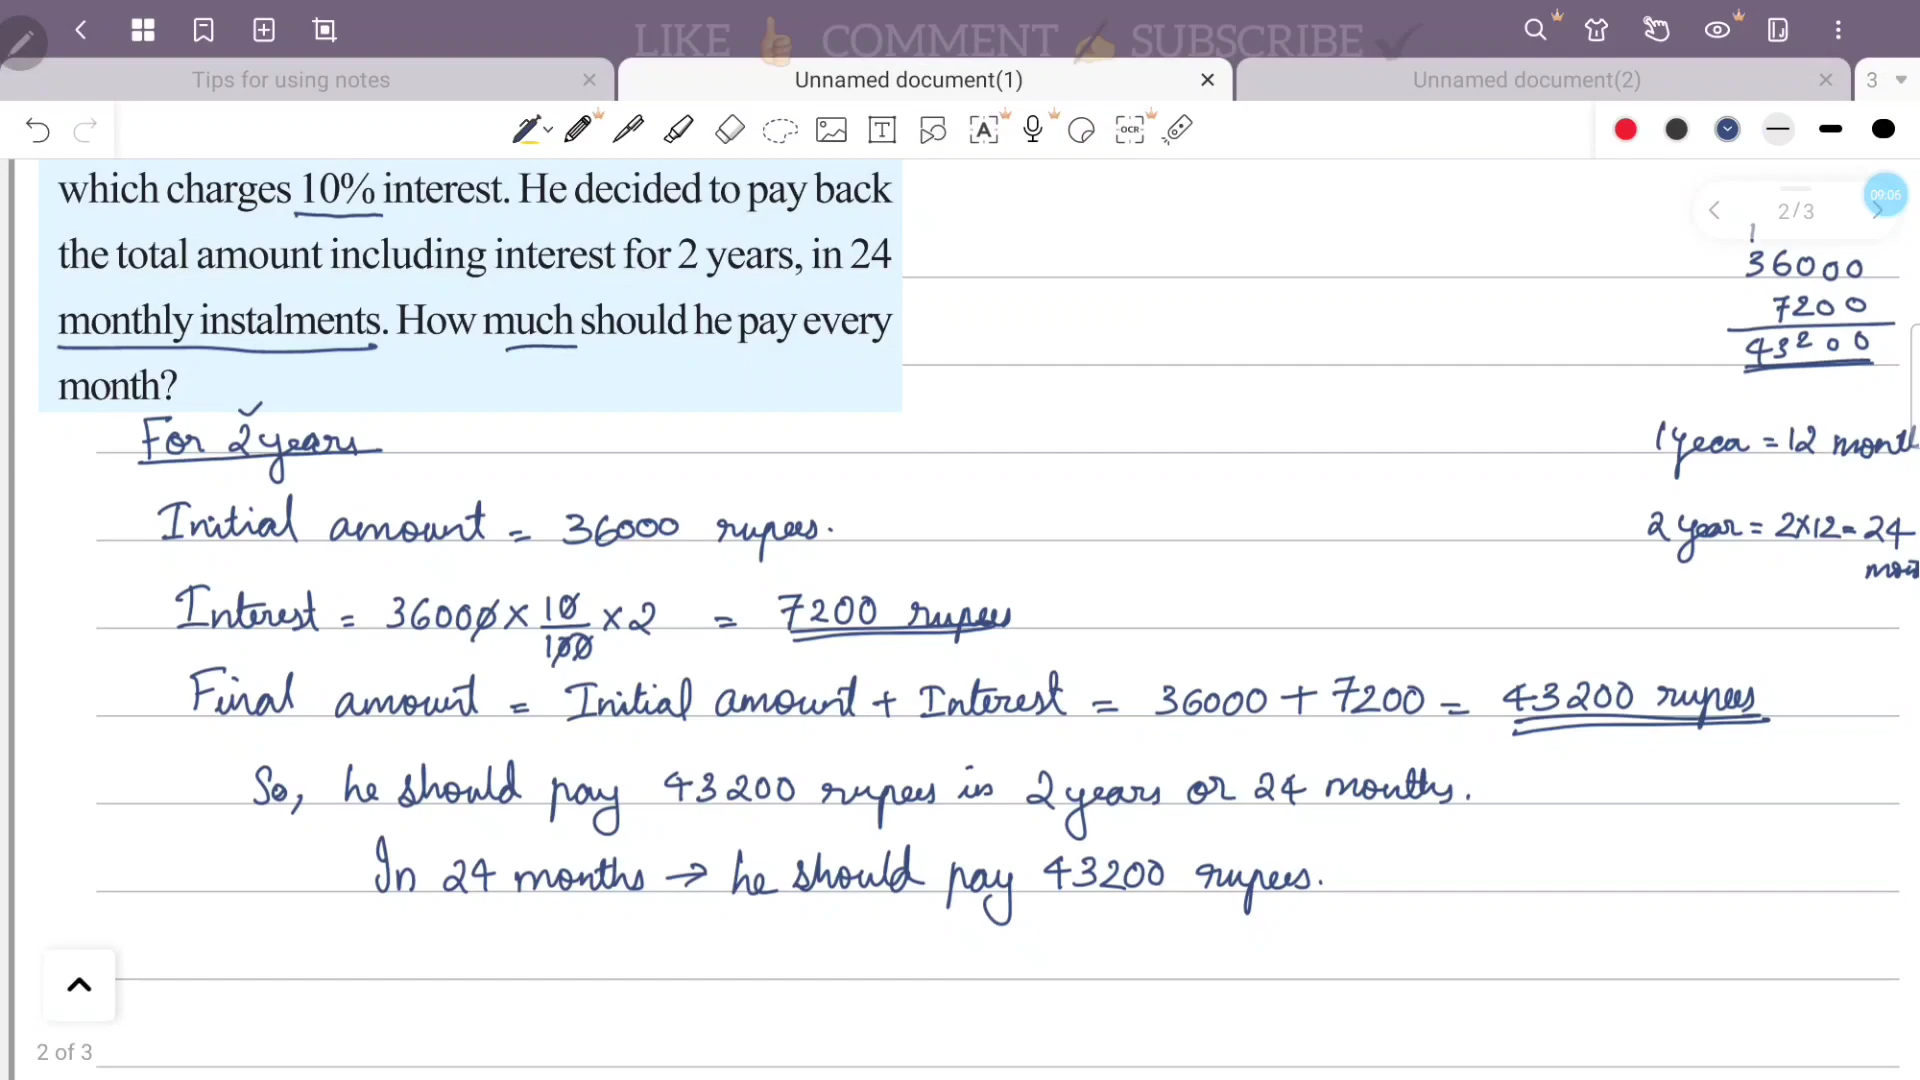 LIKE COMMENT SUBSCRIBE
Tips for using notes
Unnamed document(1)
Unnamed document(2)
3
T
A
OCR
which charges 10% interest. He decided to pay back
the total amount including interest for 2 years, in 24
monthly instalments. How much should he pay every
month?
2/3
09:06
1
36000
7200
43200
1 year = 12 month
2 year = 2×12 = 24
For 2 years
Initial amount = 36000 rupees.
Interest = 36000 × 10/100 × 2 = 7200 rupees
Final amount = Initial amount + Interest = 36000 + 7200 = 43200 rupees
So, he should pay 43200 rupees in 2 years or 24 months.
In 24 months → he should pay 43200 rupees.
2 of 3